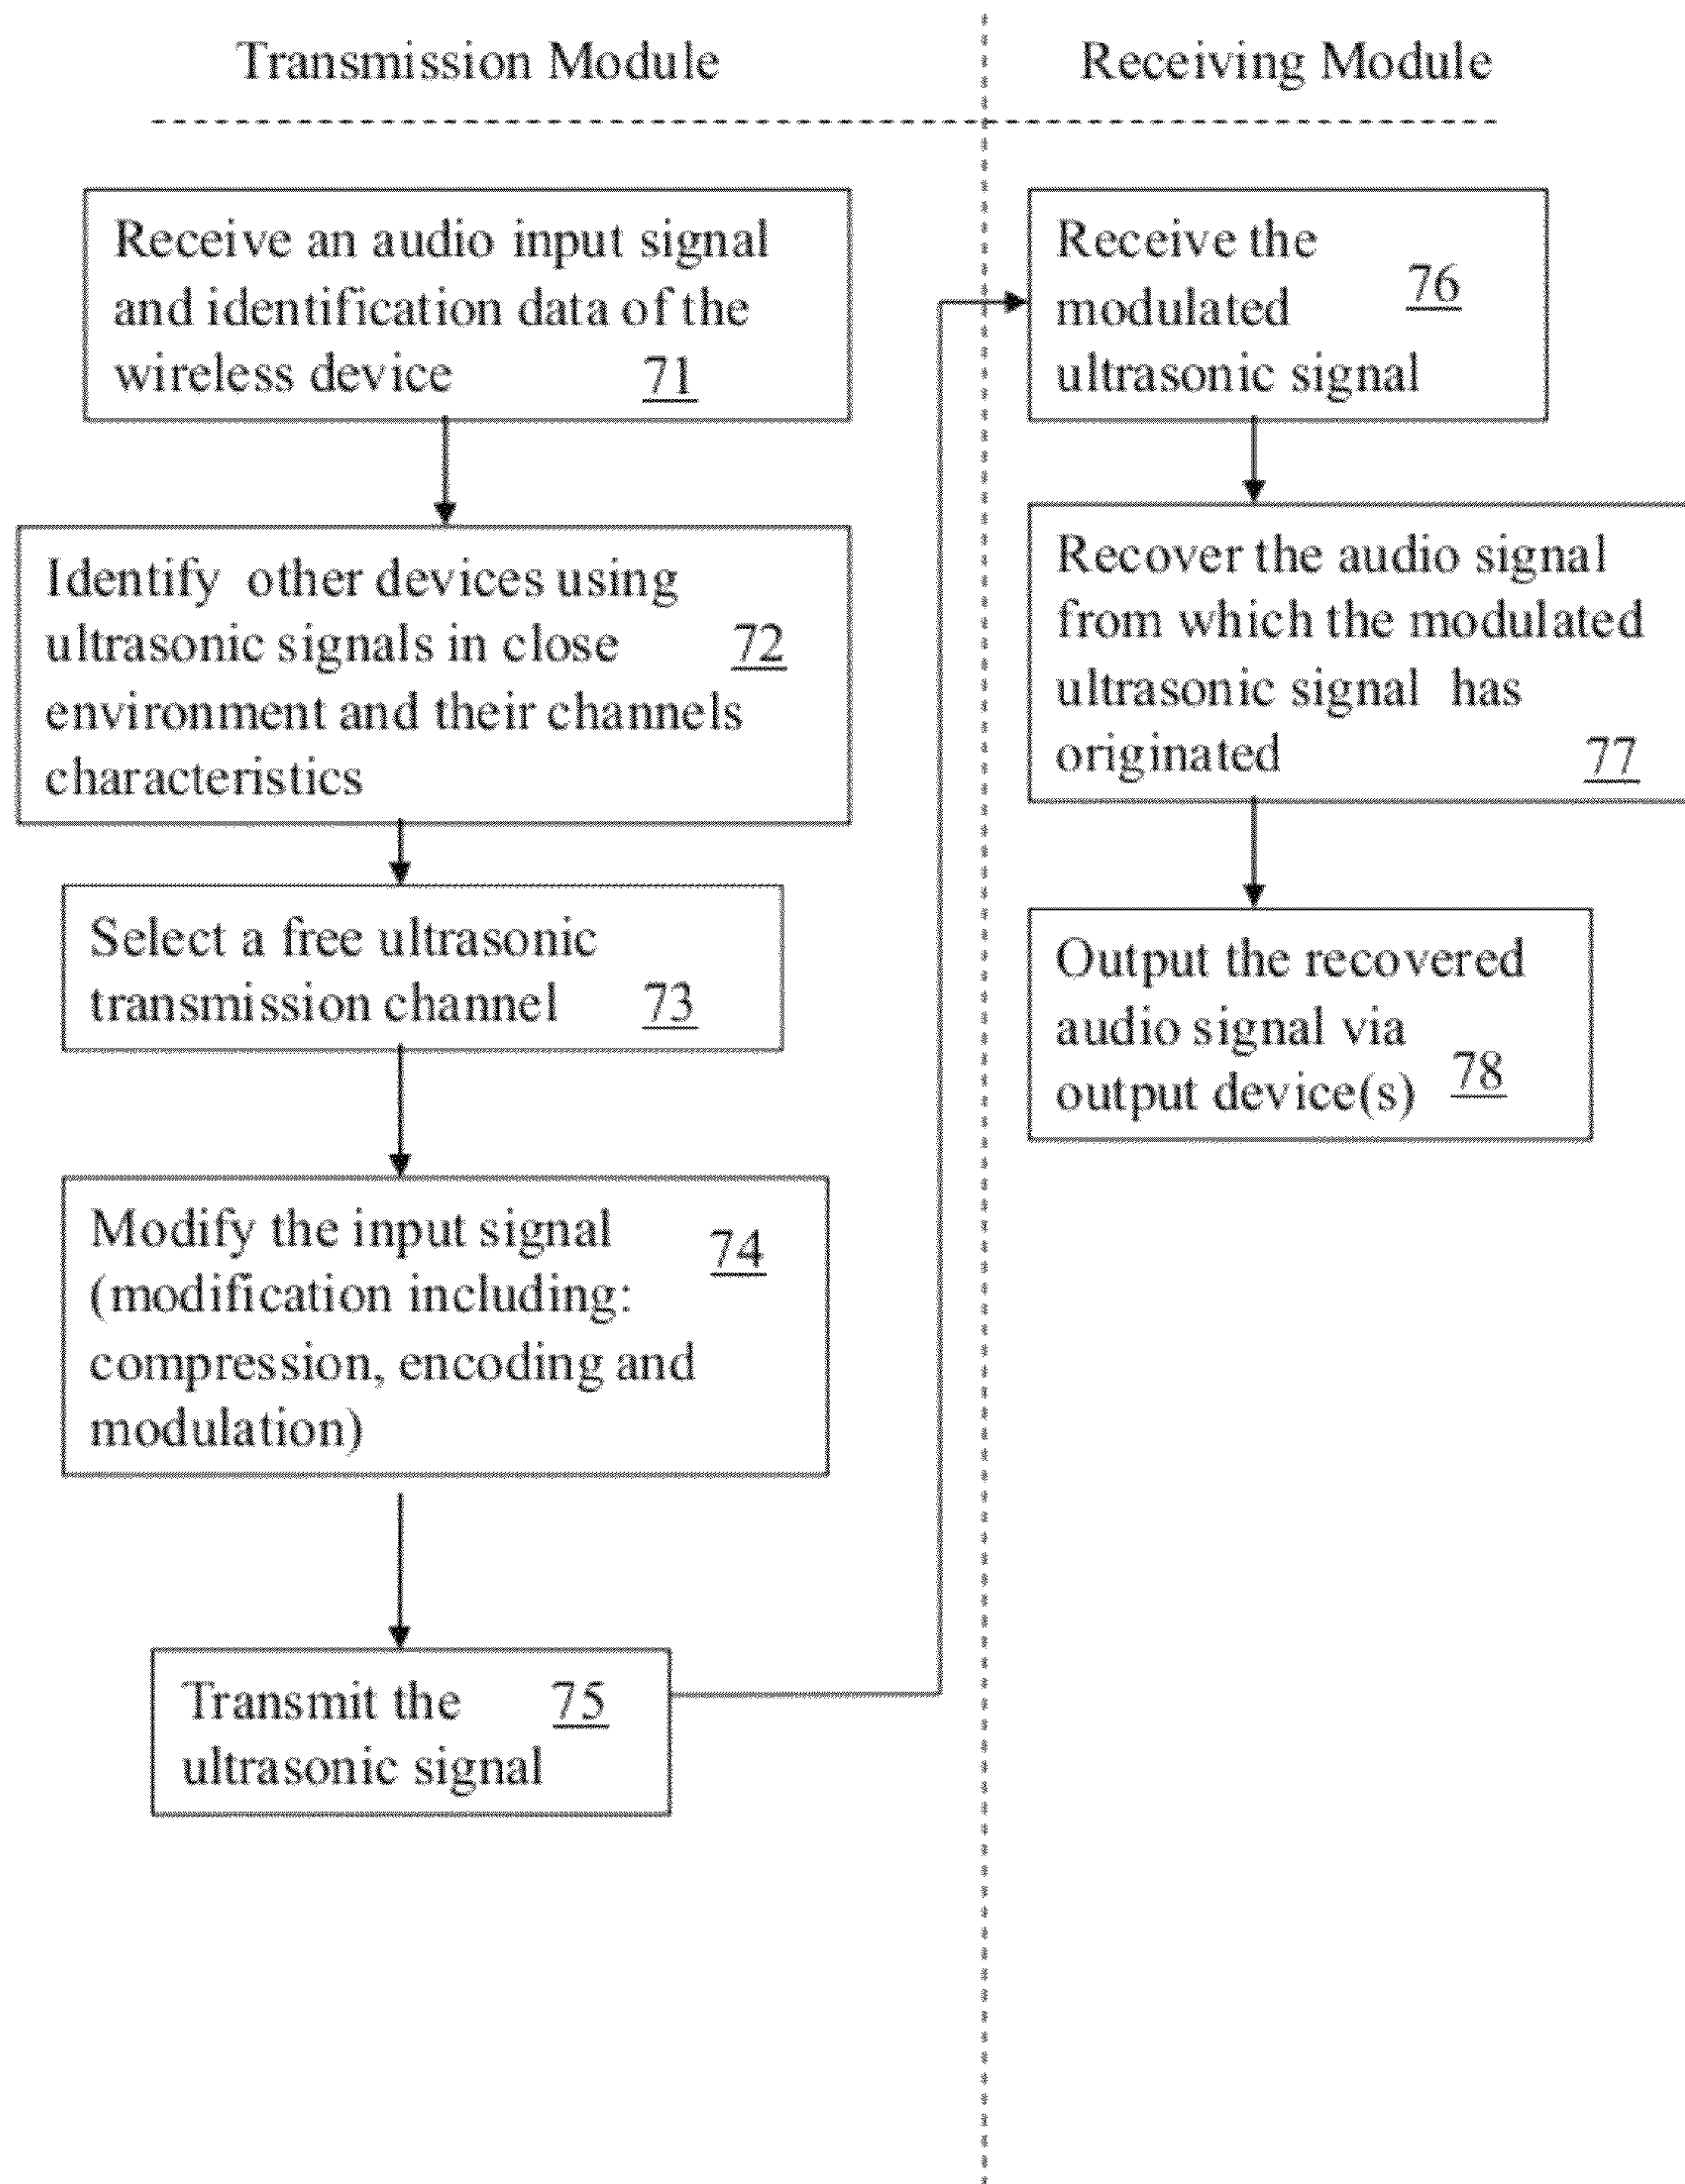 Transmission Module
Receive an audio input signal
and identification data of the
wireless device 71
Identify other devices using
ultrasonic signals in close 72
environment and their channels
characteristics
Select a free ultrasonic
transmission channel 73
Modify the input signal 74
(modification including:
compression, encoding and
modulation)
Transmit the 75
ultrasonic signal
Receiving Module
Receive the 76
modulated
ultrasonic signal
Recover the audio signal
from which the modulated
ultrasonic signal has
originated 77
Output the recovered
audio signal via
output device(s) 78